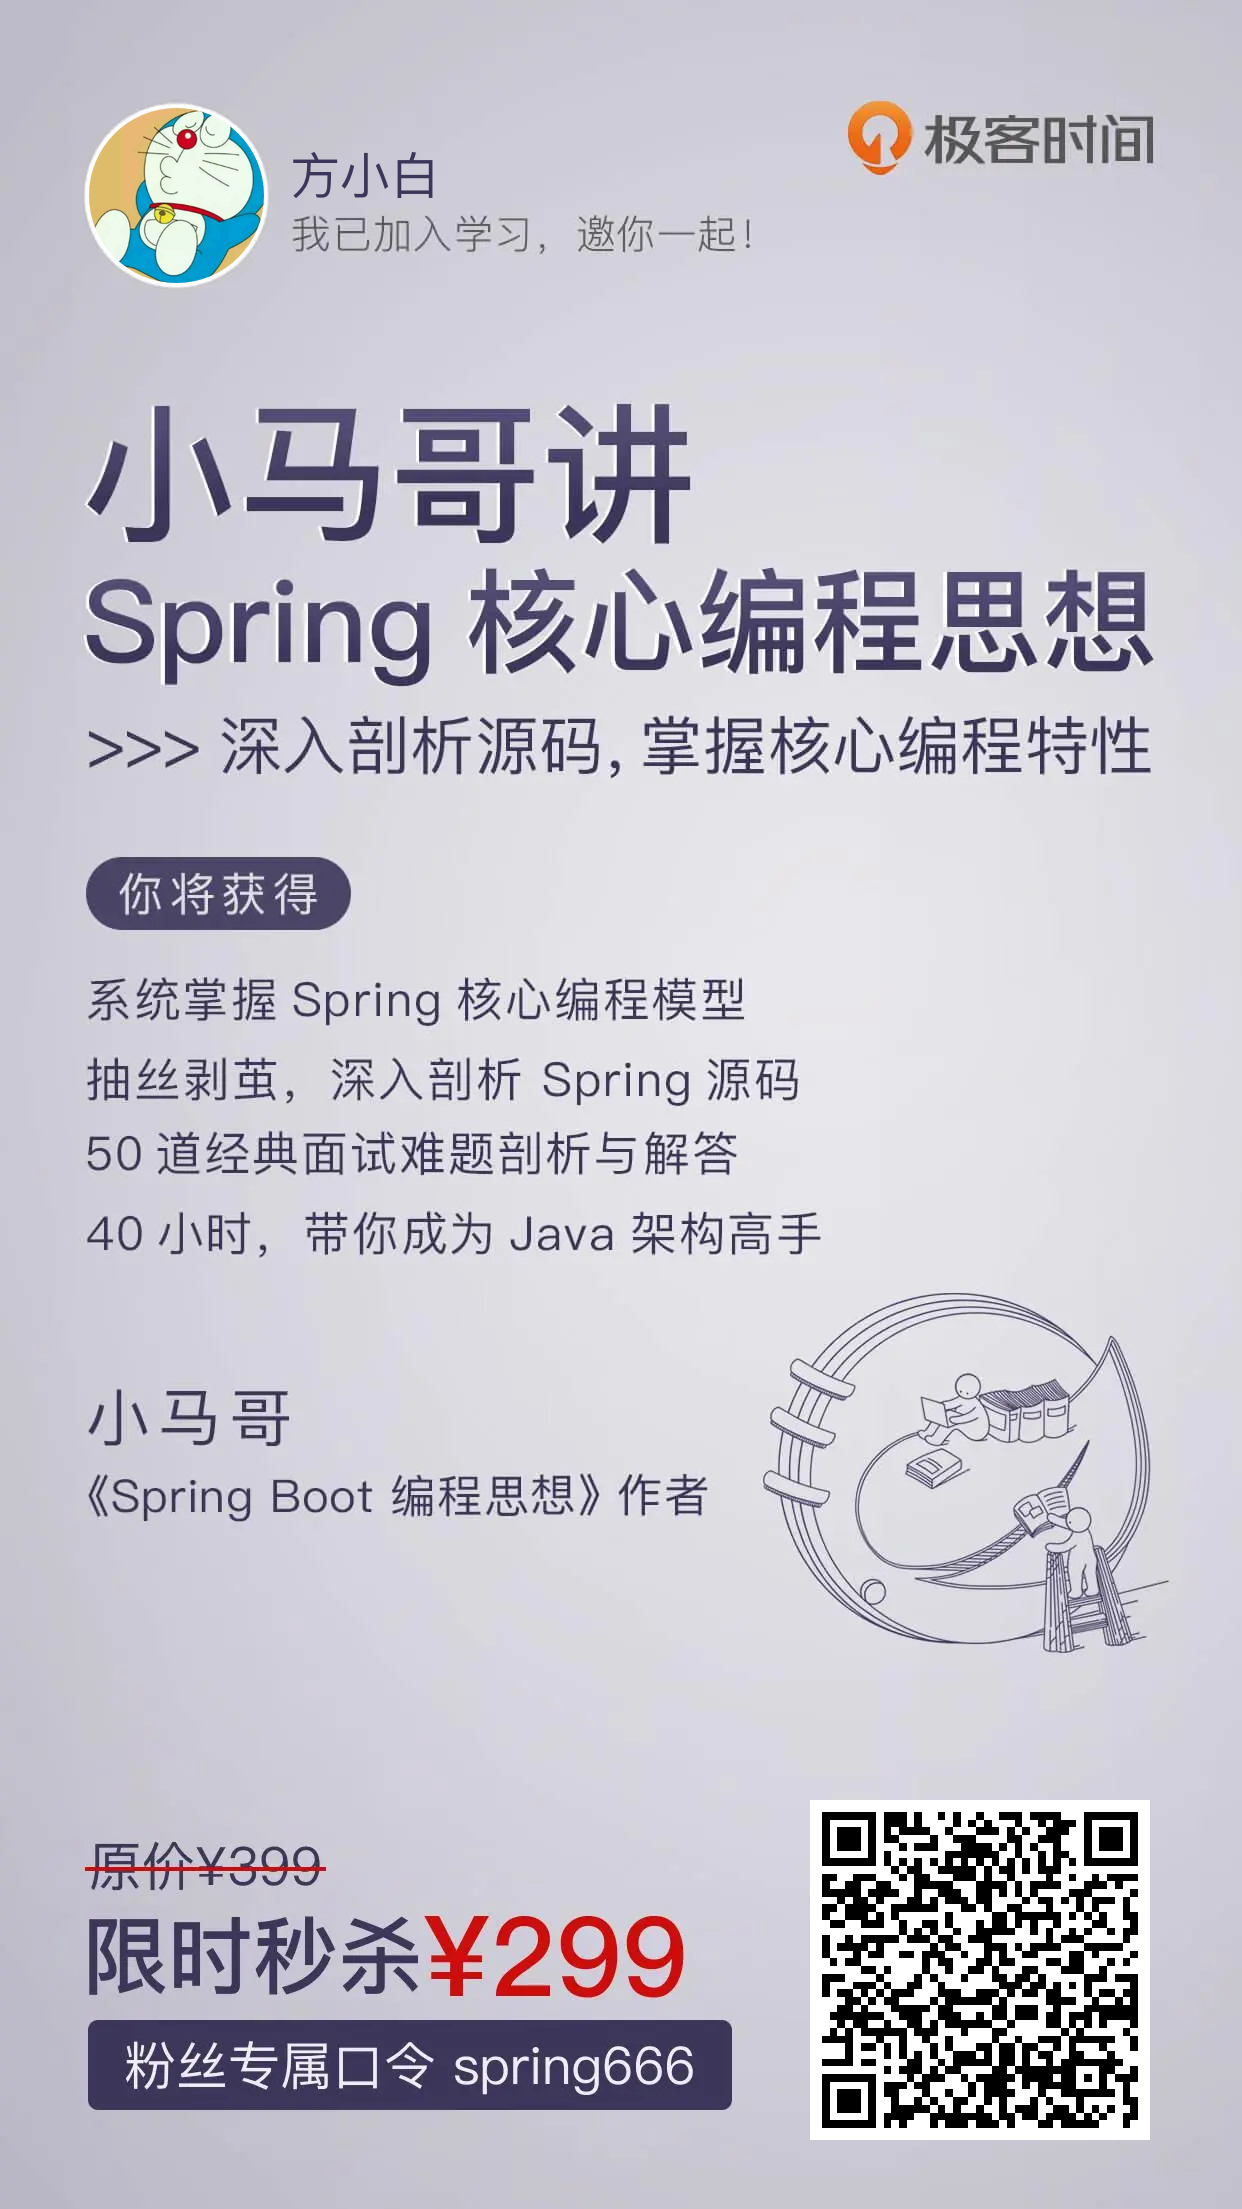 方小白
我已加入学习，邀你一起！
极客时间
小马哥讲
Spring 核心编程思想
>>> 深入剖析源码，掌握核心编程特性
你将获得
系统掌握 Spring 核心编程模型
抽丝剥茧，深入剖析 Spring 源码
50 道经典面试难题剖析与解答
40 小时，带你成为 Java 架构高手
小马哥
《Spring Boot 编程思想》作者
原价¥399
限时秒杀¥299
粉丝专属口令 spring666